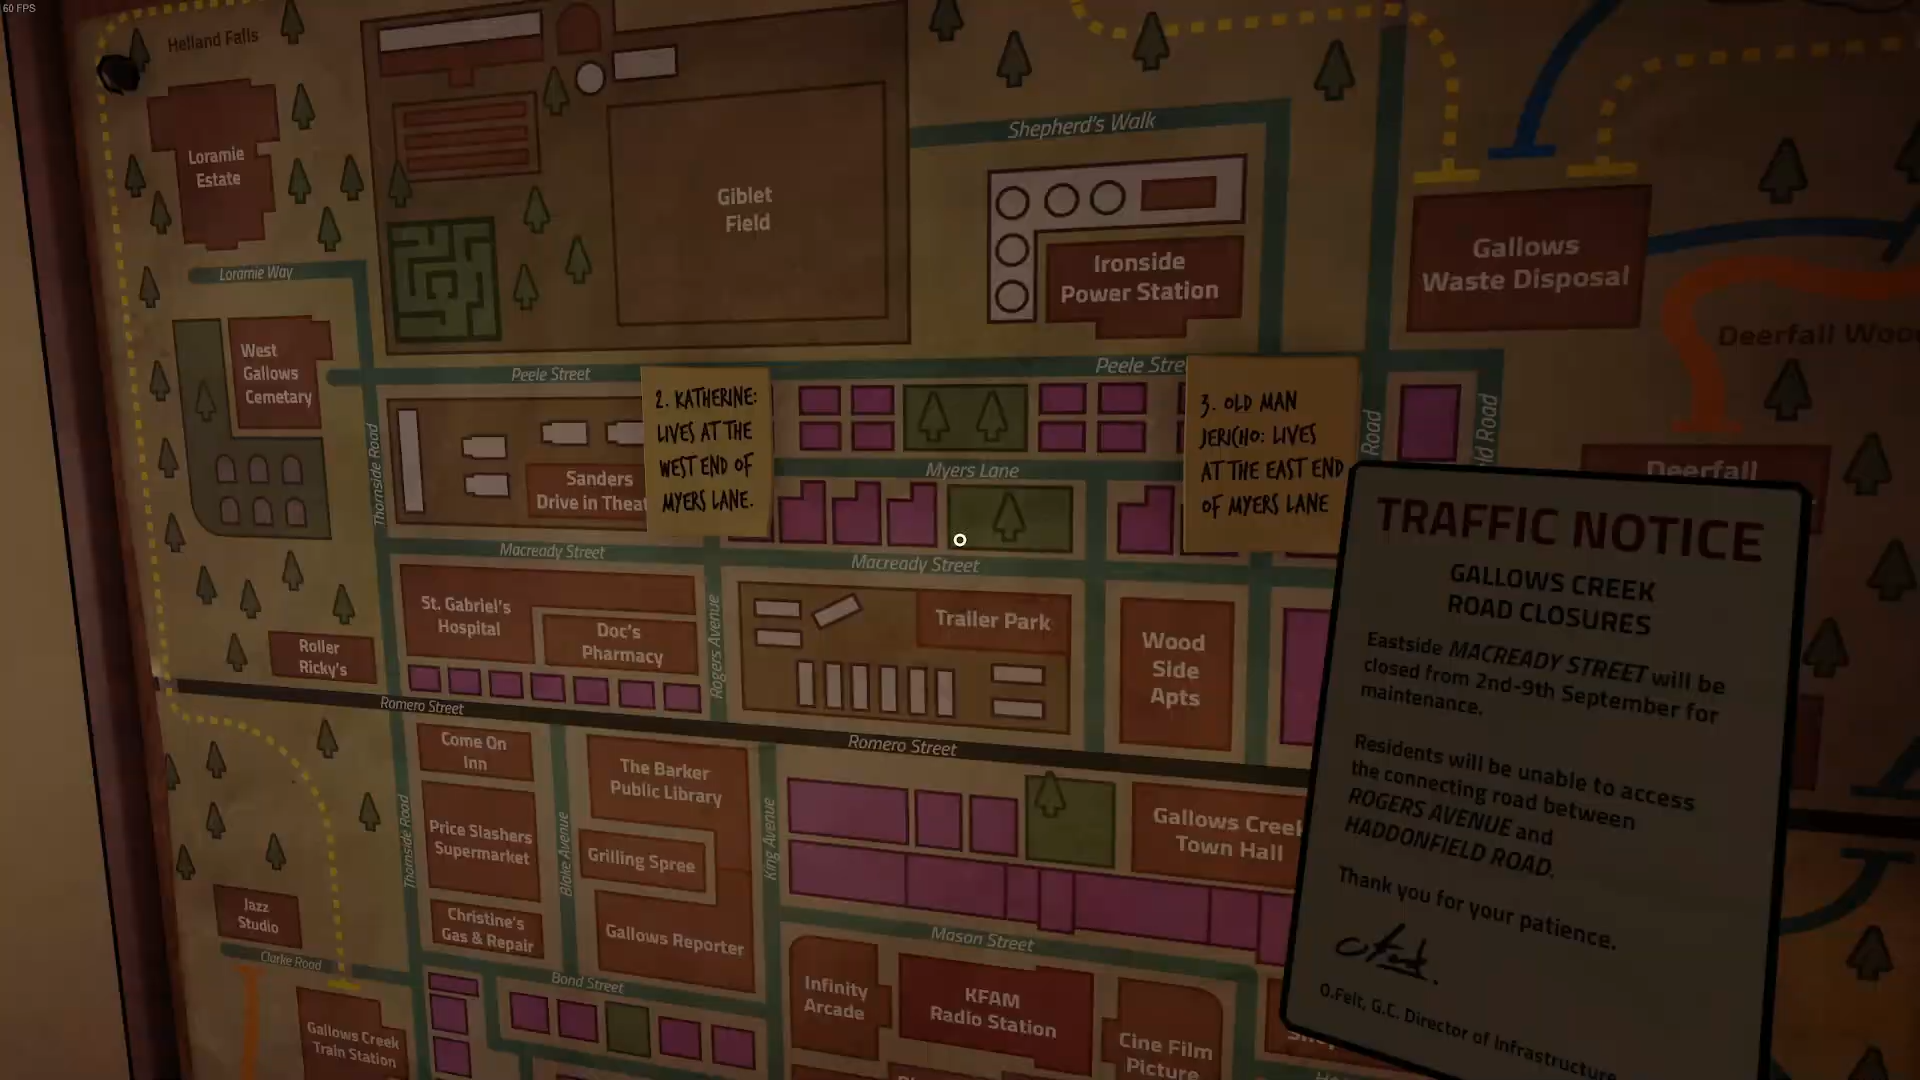 60 FPS
Helland Falls
Loramie
Estate
Loramie Way
Giblet
Field
Shepherd's Walk
Ironside
Power Station
Gallows
Waste Disposal
Deerfall
West
Gallows
Cemetary
Peele Street
Peele
Road
Thornside Road
Sanders
Drive in
2. KATHERINE:
LIVES AT THE
WEST END OF
MYERS LANE.
Myers Lane
3. OLD MAN
JERICHO: LIVES
AT THE EAST END
OF MYERS LANE
Road
Deerfall
Macready Street
Macready Street
St. Gabriel's
Hospital
Doc's
Pharmacy
Rogers Avenue
Trailer Park
Wood
Side
Apts
Roller
Ricky's
Romero Street
Romero Street
Come On
Inn
The Barker
Public Library
Price Slashers
Supermarket
Thornside Road
Blake Avenue
King Avenue
Grilling Spree
Gallows Creek
Town Hall
Christine's
Gas & Repair
Gallows Reporter
Mason Street
Jazz
Studio
Clarke Road
Bond Street
Infinity
Arcade
KFAM
Radio Station
Cine Film
Picture
Gallows Creek
Train Station
TRAFFIC NOTICE
GALLOWS CREEK
ROAD CLOSURES
Eastside MACREADY STREET will be
closed from 2nd-9th September for
maintenance.
Residents will be unable to access
the connecting road between
ROGERS AVENUE and
HADDONFIELD ROAD.
Thank you for your patience.
O.Felt, G.C. Director of Infrastructure